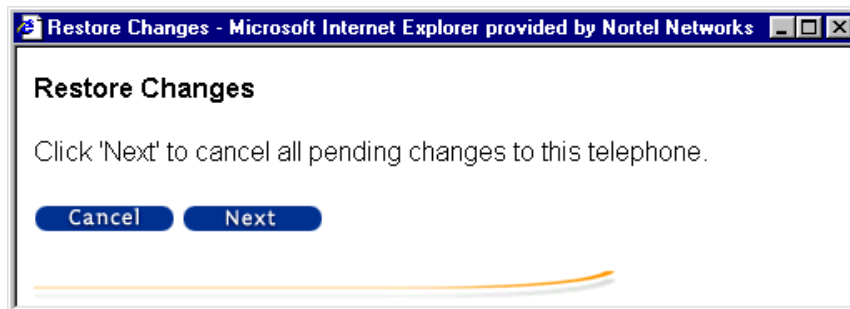 Restore Changes - Microsoft Internet Explorer provided by Nortel Networks
Restore Changes
Click 'Next' to cancel all pending changes to this telephone.
Cancel Next